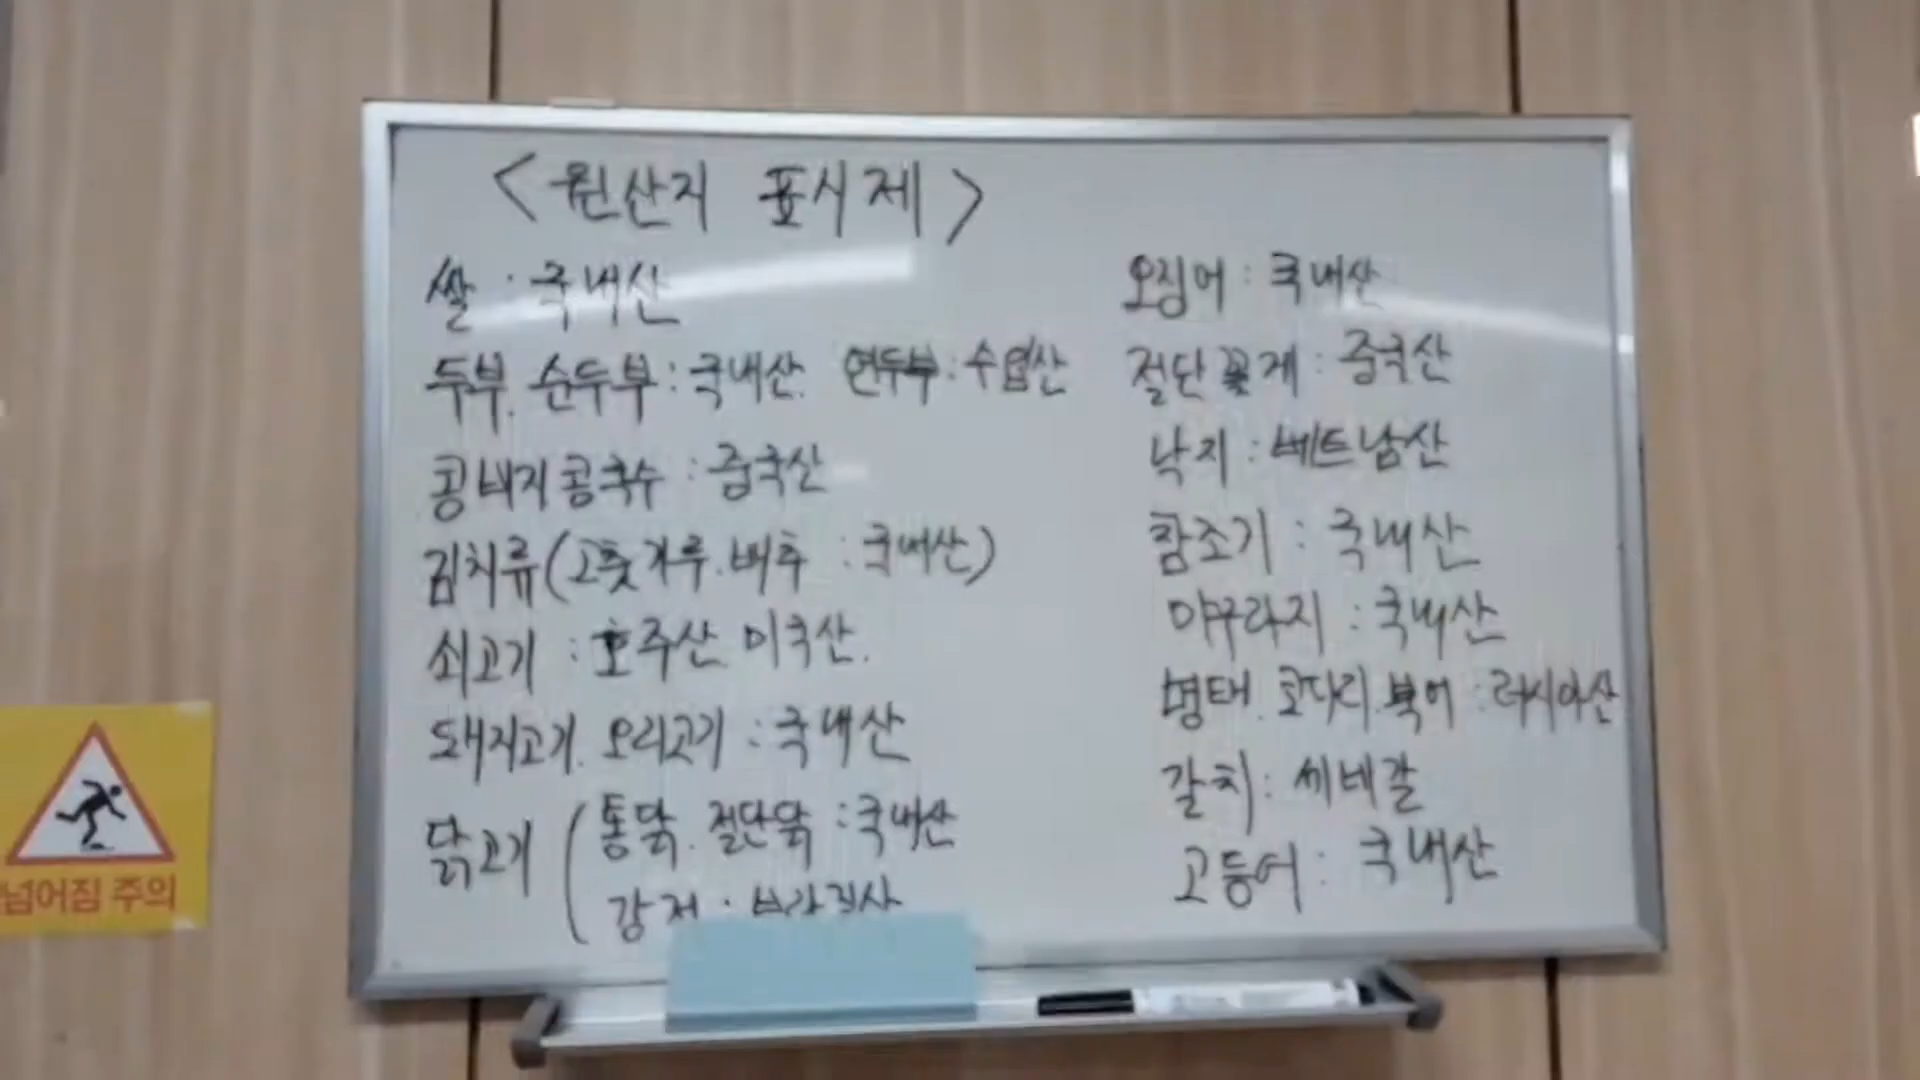 <원산지 표시제>
쌀 : 국내산
두부. 순두부 : 국내산. 연두부 : 수입산
콩비지 콩국수 : 중국산
김치류(고춧가루. 배추 : 국내산)
쇠고기 : 호주산. 미국산.
돼지고기. 오리고기 : 국내산
닭고기 ( 통닭. 절단닭 : 국내산
강정 : 브라질산
오징어 : 국내산
절단꽃게 : 중국산
낙지 : 베트남산
참조기 : 국내산
미꾸라지 : 국내산
명태. 코다리. 북어 : 러시아산
갈치 : 세네갈
고등어 : 국내산
넘어짐 주의